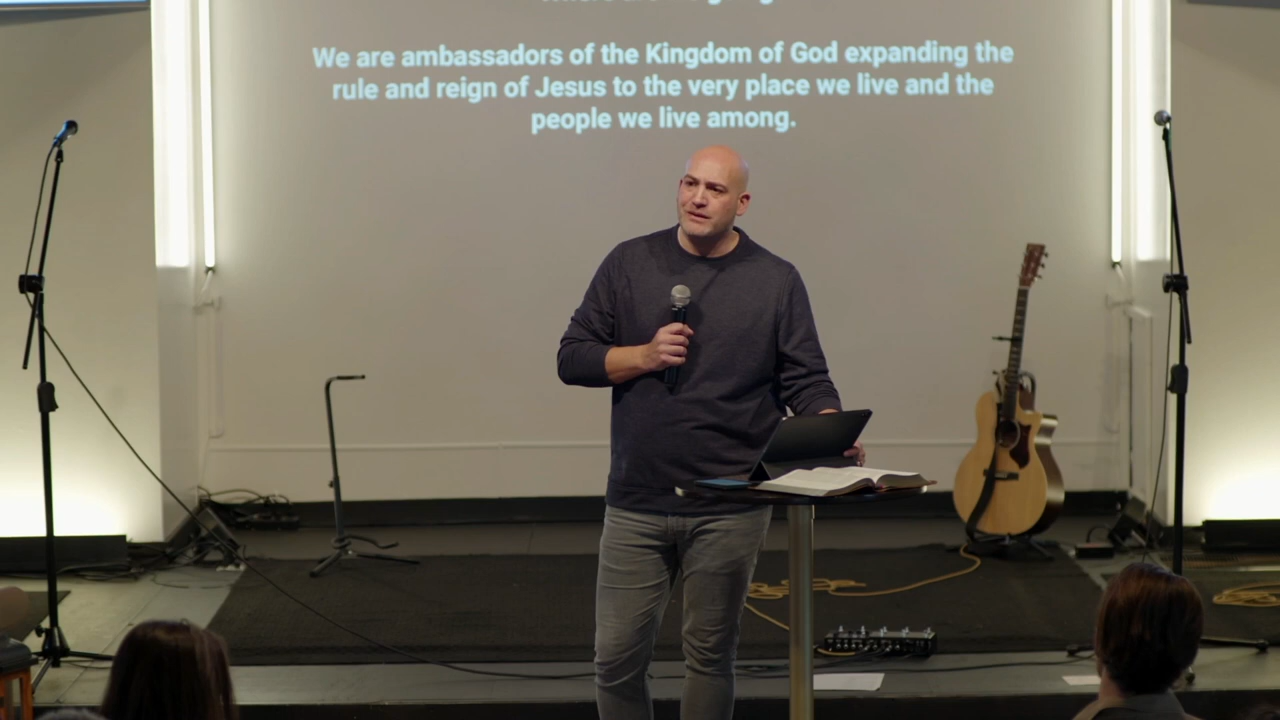 We are ambassadors of the Kingdom of God expanding the
rule and reign of Jesus to the very place we live and the
people we live among.